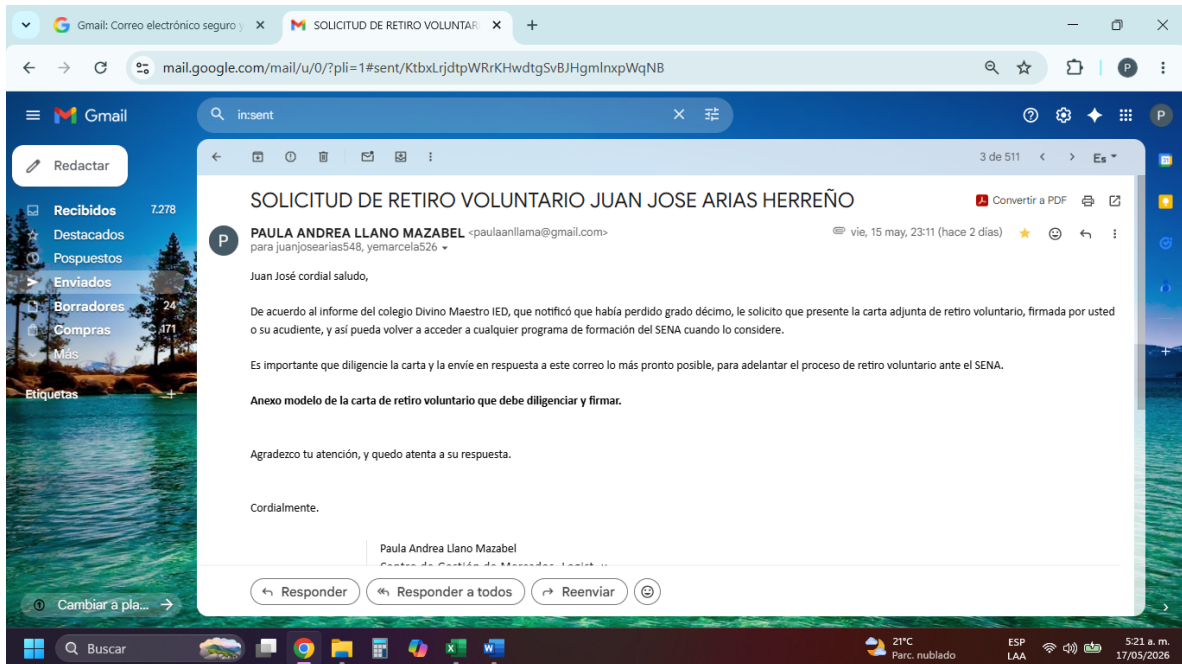 Gmail: Correo electrónico seguro y
SOLICITUD DE RETIRO VOLUNTAR
mail.google.com/mail/u/0/?pli=1#sent/KtbxLrjdtpWRrKHwdtgSvBJHgmlnxpWqNB
P
Gmail
in:sent
P
Redactar
3 de 511
Es
Recibidos 7.278
Destacados
Pospuestos
Enviados
Borradores 24
Compras 171
Más
Etiquetas
SOLICITUD DE RETIRO VOLUNTARIO JUAN JOSE ARIAS HERREÑO
Convertir a PDF
P
PAULA ANDREA LLANO MAZABEL <paulaanllama@gmail.com>
vie, 15 may, 23:11 (hace 2 días)
para juanjosearias548, yemarcela526
Juan José cordial saludo,
De acuerdo al informe del colegio Divino Maestro IED, que notificó que había perdido grado décimo, le solicito que presente la carta adjunta de retiro voluntario, firmada por usted
o su acudiente, y así pueda volver a acceder a cualquier programa de formación del SENA cuando lo considere.
Es importante que diligencie la carta y la envíe en respuesta a este correo lo más pronto posible, para adelantar el proceso de retiro voluntario ante el SENA.
Anexo modelo de la carta de retiro voluntario que debe diligenciar y firmar.
Agradezco tu atención, y quedo atenta a su respuesta.
Cordialmente.
Paula Andrea Llano Mazabel
Centro de Gestión de Mercados, Logist
Responder
Responder a todos
Reenviar
Cambiar a pla...
Buscar
21°C
Parc. nublado
ESP
LAA
5:21 a. m.
17/05/2026